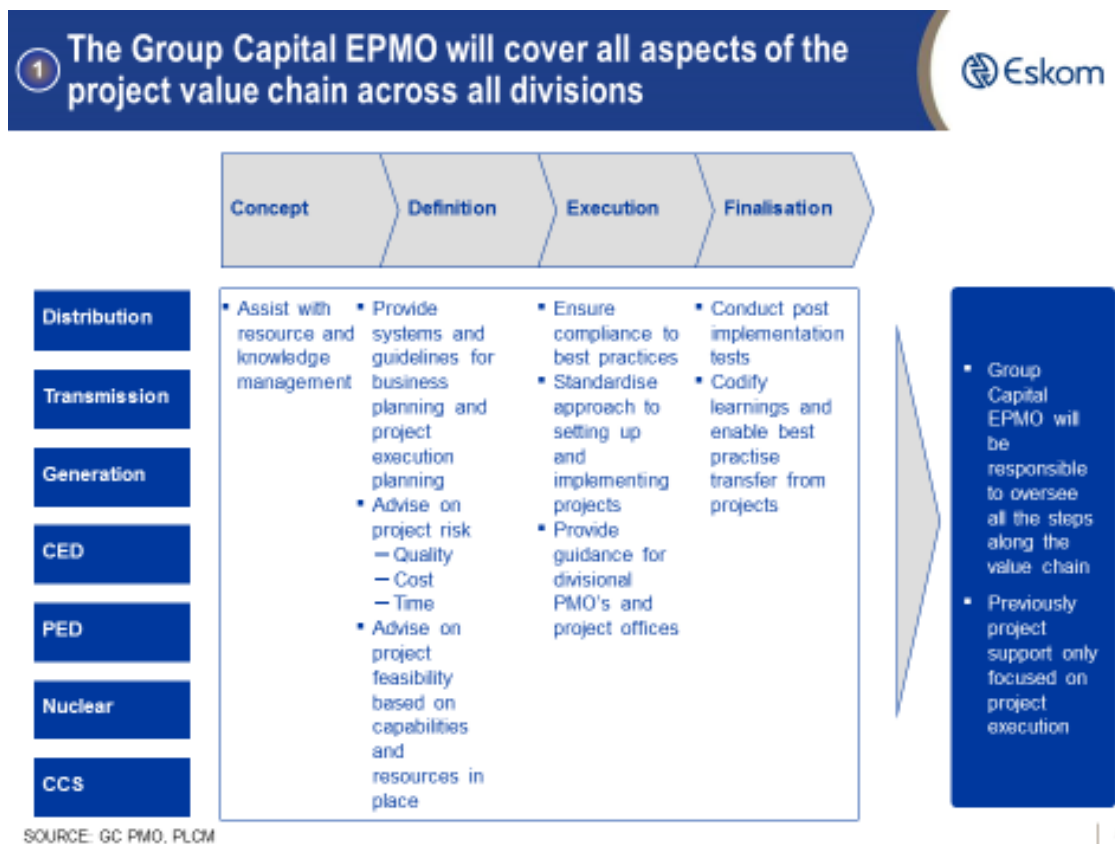 1
The Group Capital EPMO will cover all aspects of the
project value chain across all divisions
Eskom
Concept
Definition
Execution
Finalisation
Distribution
Transmission
Generation
CED
PED
Nuclear
CCS
▪ Assist with
resource and
knowledge
management
▪ Provide
systems and
guidelines for
business
planning and
project
execution
planning
▪ Advise on
project risk
– Quality
– Cost
– Time
▪ Advise on
project
feasibility
based on
capabilities
and
resources in
place
▪ Ensure
compliance to
best practices
▪ Standardise
approach to
setting up
and
implementing
projects
▪ Provide
guidance for
divisional
PMO's and
project offices
▪ Conduct post
implementation
tests
▪ Codify
learnings and
enable best
practise
transfer from
projects
▪ Group
Capital
EPMO will
be
responsible
to oversee
all the steps
along the
value chain
▪ Previously
project
support only
focused on
project
execution
SOURCE: GC PMO, PLCM